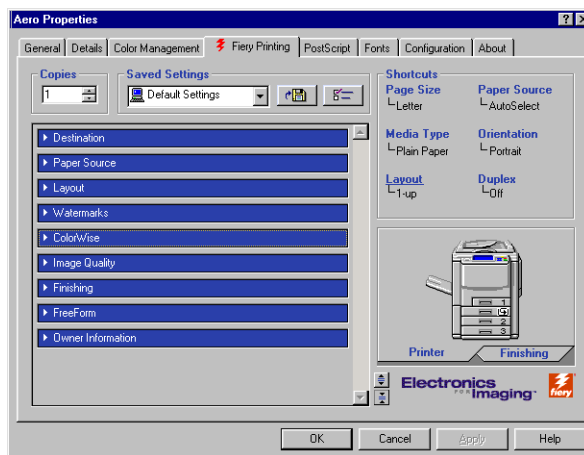 Aero Properties
General Details Color Management Fiery Printing PostScript Fonts Configuration About
Copies
1
Saved Settings
Default Settings
Shortcuts
Page Size
Letter
Paper Source
AutoSelect
Media Type
Plain Paper
Orientation
Portrait
Layout
1-up
Duplex
Off
Destination
Paper Source
Layout
Watermarks
ColorWise
Image Quality
Finishing
FreeForm
Owner Information
1
2
3
Printer
Finishing
Electronics
FOR Imaging
fiery
OK Cancel Apply Help